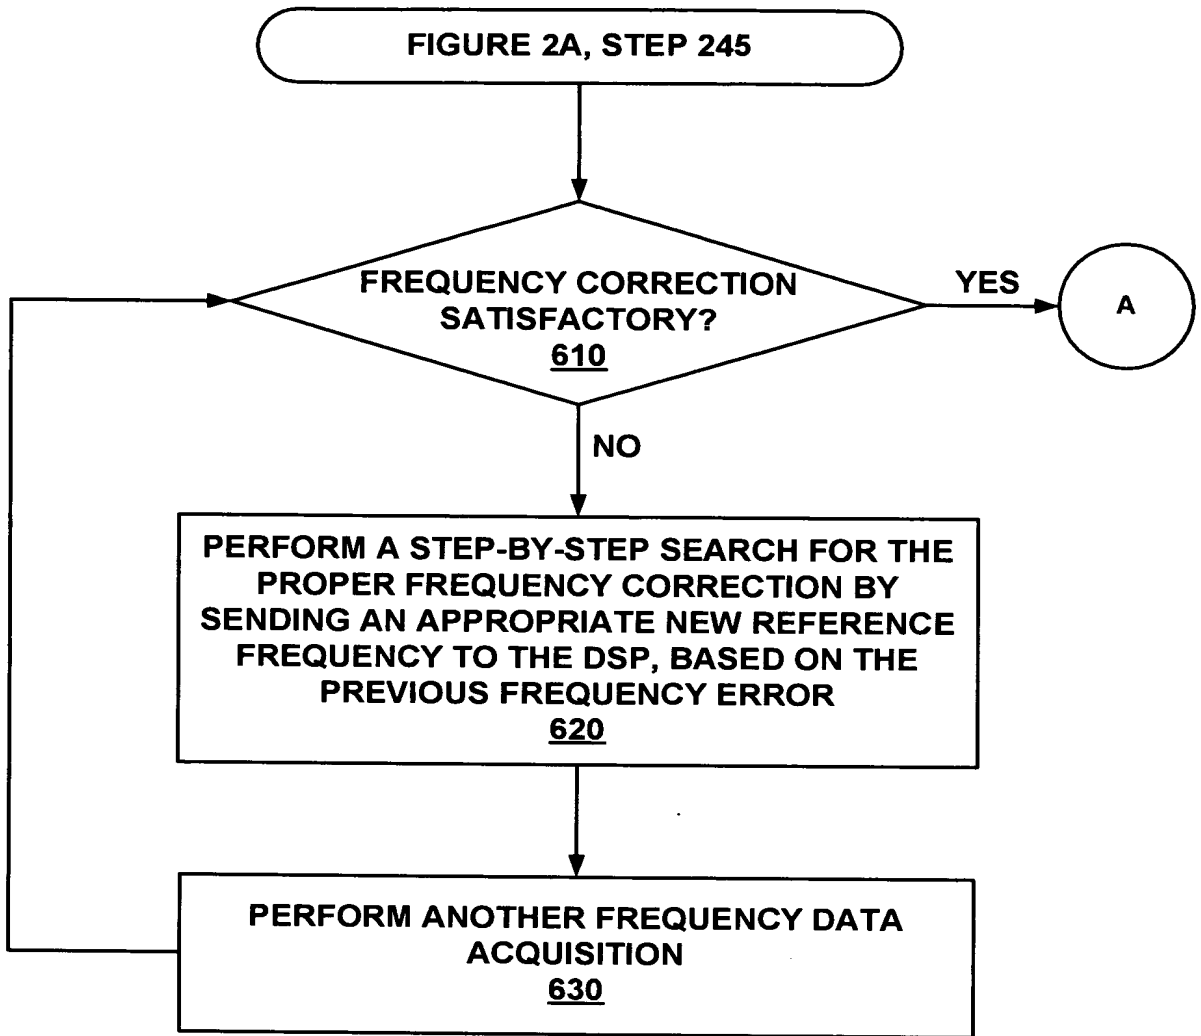 FIGURE 2A, STEP 245
FREQUENCY CORRECTION
SATISFACTORY?
610
YES
A
NO
PERFORM A STEP-BY-STEP SEARCH FOR THE
PROPER FREQUENCY CORRECTION BY
SENDING AN APPROPRIATE NEW REFERENCE
FREQUENCY TO THE DSP, BASED ON THE
PREVIOUS FREQUENCY ERROR
620
PERFORM ANOTHER FREQUENCY DATA
ACQUISITION
630